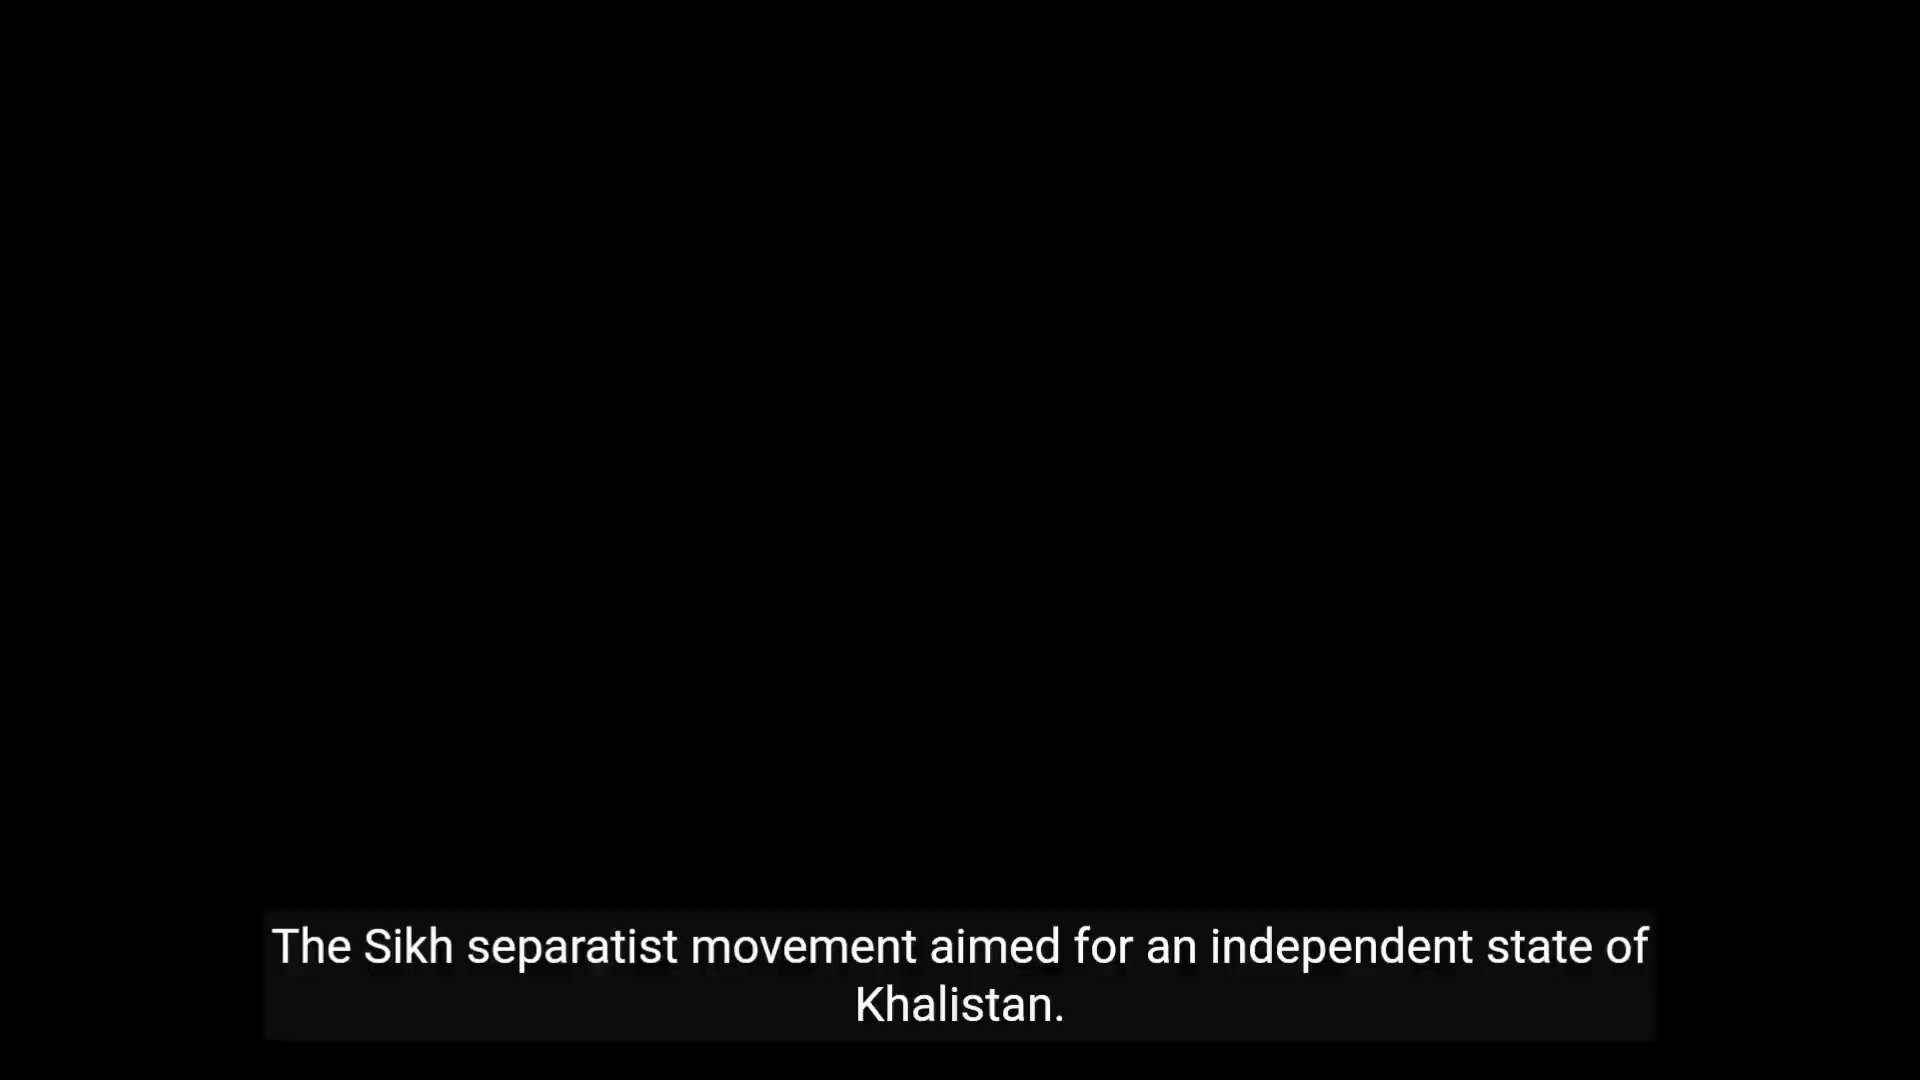 The Sikh separatist movement aimed for an independent state of
Khalistan.